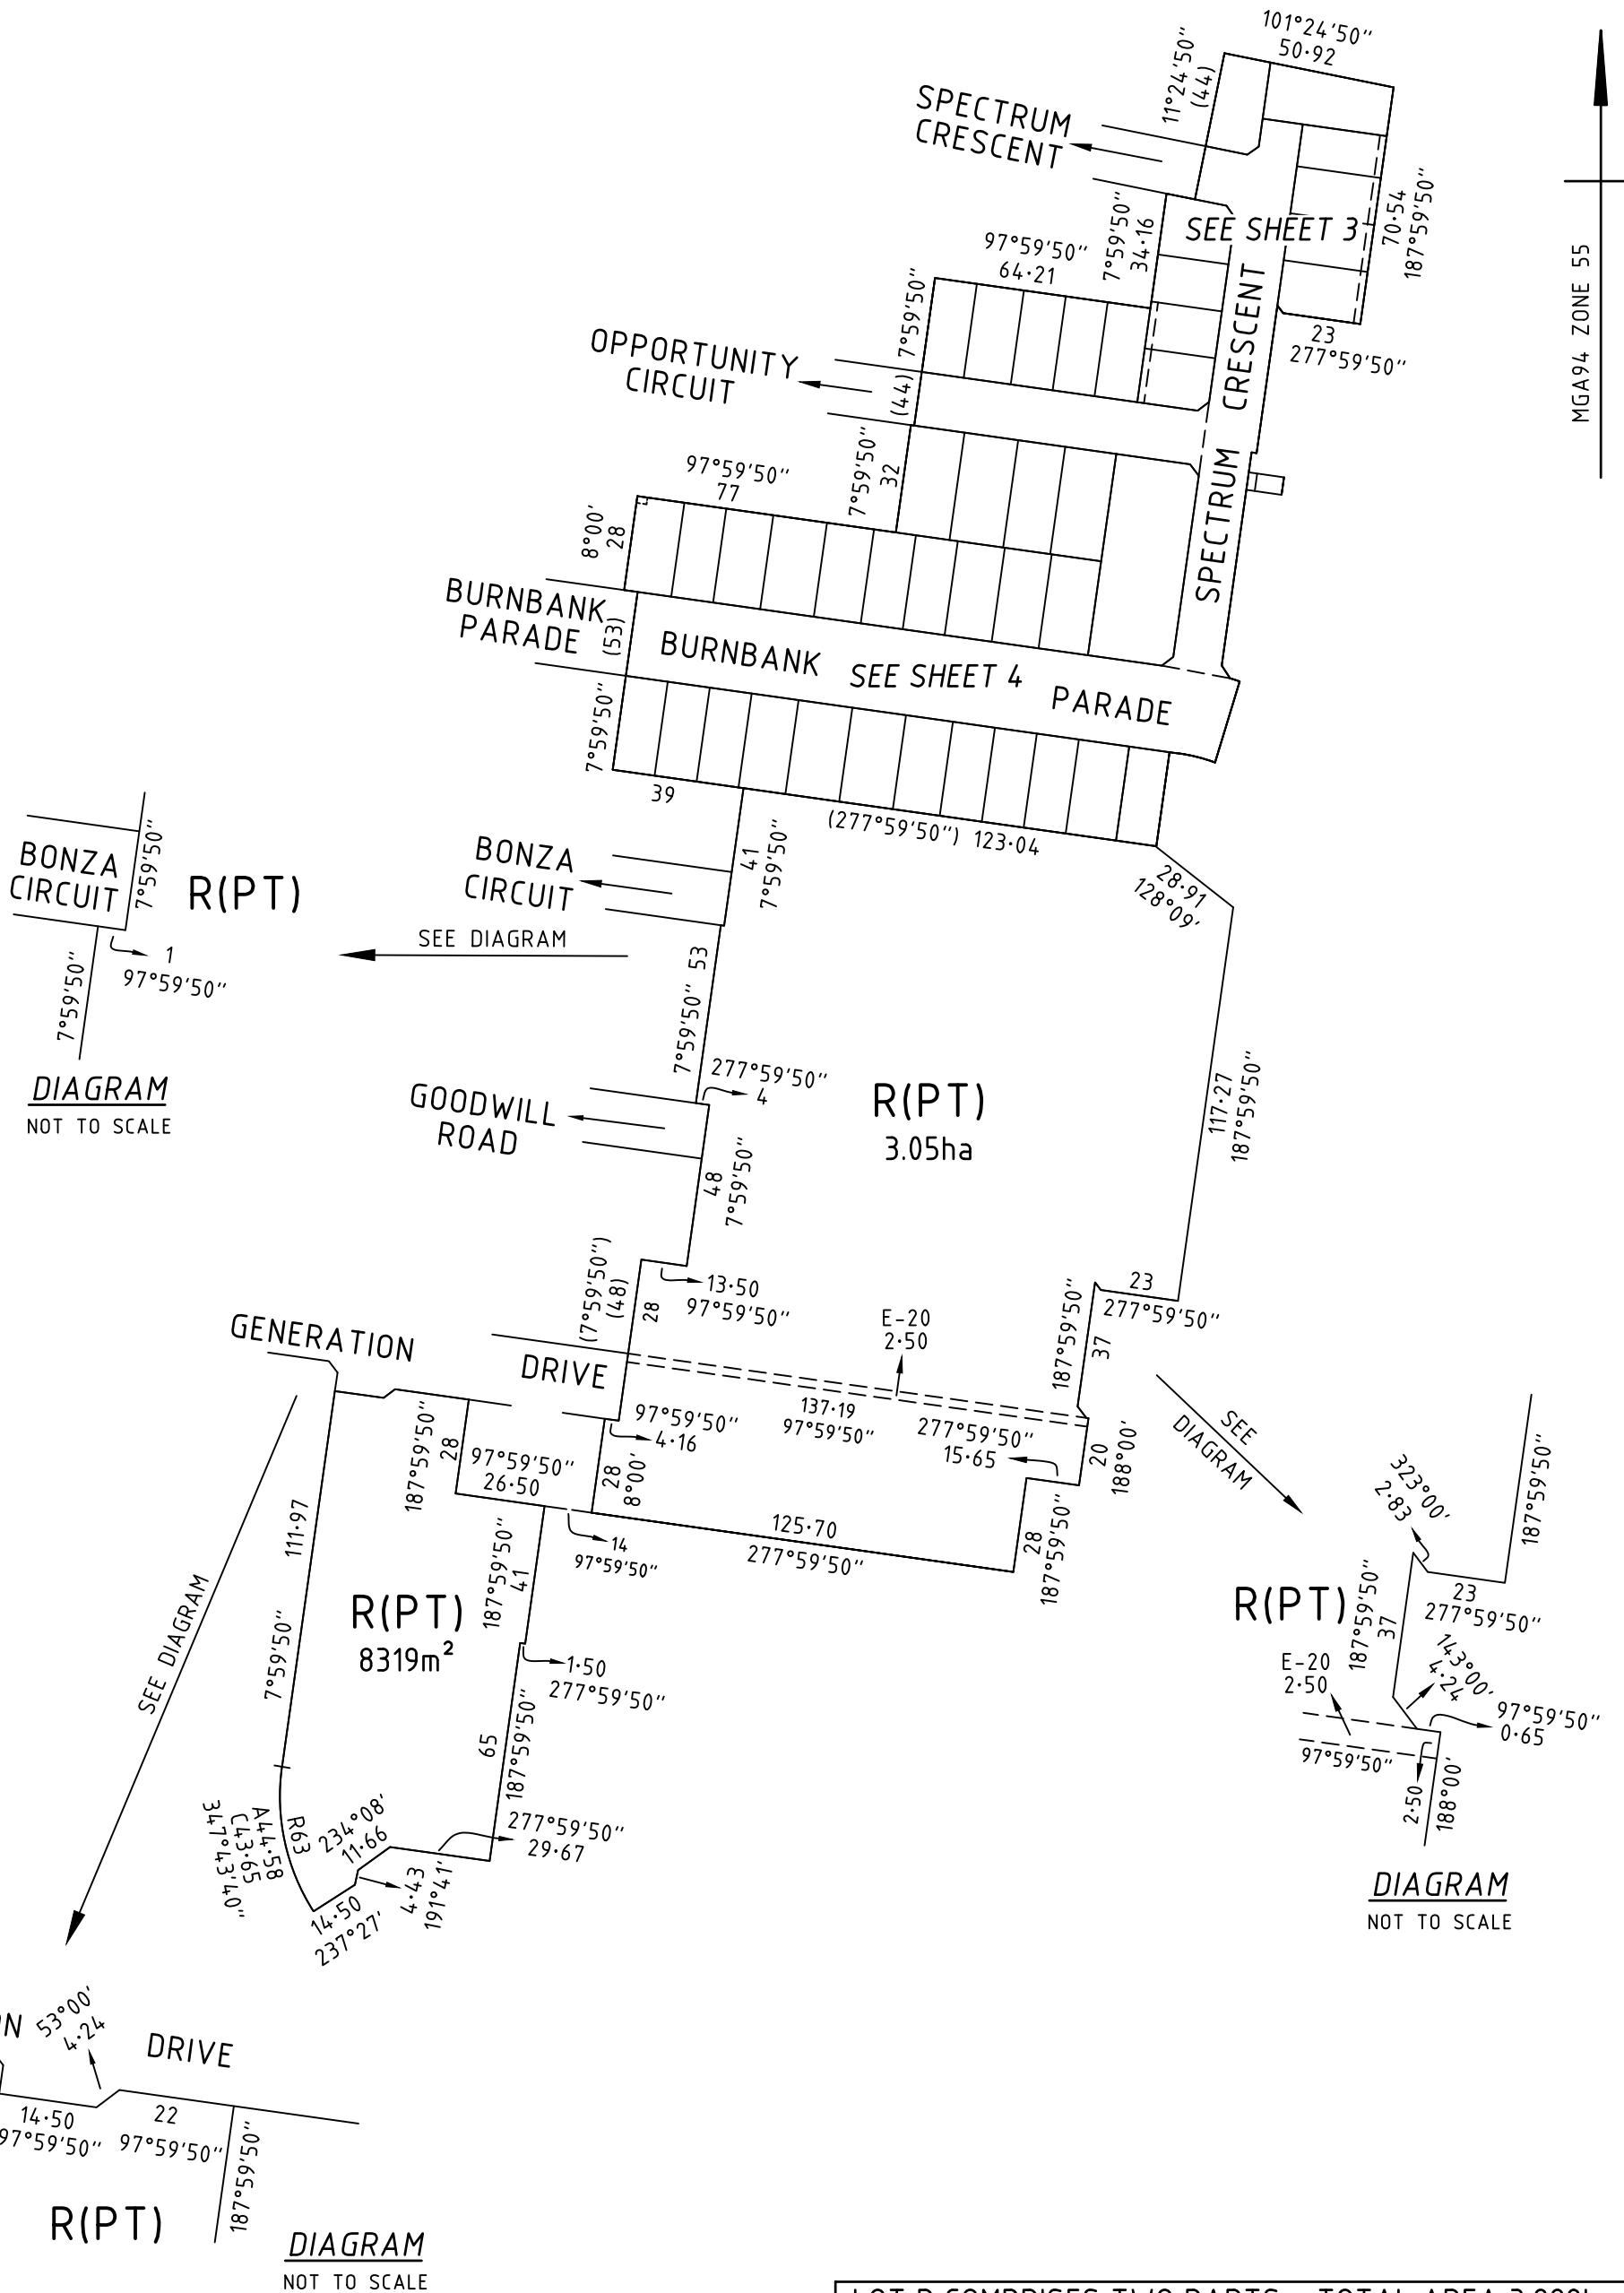 101°24'50"
50·92
11°24'50"
(44)
SPECTRUM
CRESCENT
MGA94 ZONE 55
70·54
187°59'50"
SEE SHEET 3
7°59'50"
34·16
97°59'50"
64·21
7°59'50"
(44)
23
277°59'50"
OPPORTUNITY
CIRCUIT
SPECTRUM CRESCENT
7°59'50"
32
97°59'50"
77
8°00'
28
BURNBANK
PARADE
(53)
BURNBANK
SEE SHEET 4
PARADE
7°59'50"
39
(277°59'50") 123·04
28·91
128°09'
BONZA
CIRCUIT
7°59'50"
R(PT)
1
97°59'50"
7°59'50"
DIAGRAM
NOT TO SCALE
BONZA
CIRCUIT
41
7°59'50"
SEE DIAGRAM
7°59'50" 53
277°59'50"
4
GOODWILL
ROAD
R(PT)
3.05ha
117·27
187°59'50"
48
7°59'50"
(7°59'50")
(48)
28
13·50
97°59'50"
187°59'50"
37
23
277°59'50"
E-20
2·50
GENERATION
DRIVE
137·19
97°59'50"
97°59'50"
4·16
277°59'50"
15·65
20
188°00'
SEE
DIAGRAM
187°59'50"
28
97°59'50"
26·50
28
8°00'
125·70
277°59'50"
28
187°59'50"
14
97°59'50"
111·97
7°59'50"
187°59'50"
41
R(PT)
8319m²
SEE DIAGRAM
1·50
277°59'50"
65
187°59'50"
277°59'50"
29·67
R63
A44·58
C43·65
347°43'40"
234°08'
11·66
4·43
191°41'
14·50
237°27'
323°00'
2·83
187°59'50"
R(PT)
187°59'50"
37
23
277°59'50"
143°00'
4·24
E-20
2·50
97°59'50"
0·65
97°59'50"
2·50
188°00'
DIAGRAM
NOT TO SCALE
ON
53°00'
4·24
DRIVE
14·50
97°59'50"
22
97°59'50"
187°59'50"
R(PT)
DIAGRAM
NOT TO SCALE
LOT R COMPRISES TWO PARTS - TOTAL AREA